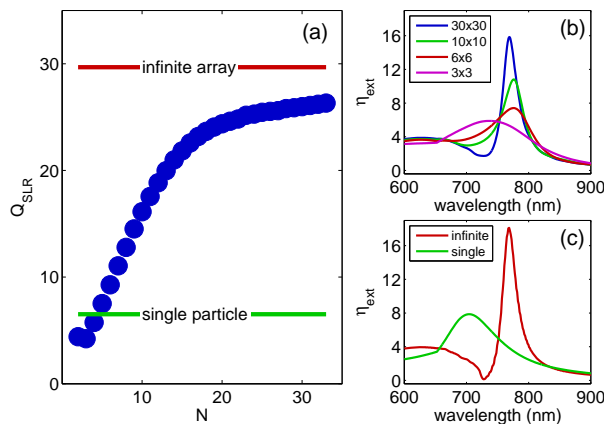 (a)
30
20
10
0
10
20
30
Q_SLR
N
infinite array
single particle
(b)
30x30
10x10
6x6
3x3
16
12
8
4
0
600
700
800
900
η_ext
wavelength (nm)
(c)
infinite
single
16
12
8
4
0
600
700
800
900
η_ext
wavelength (nm)